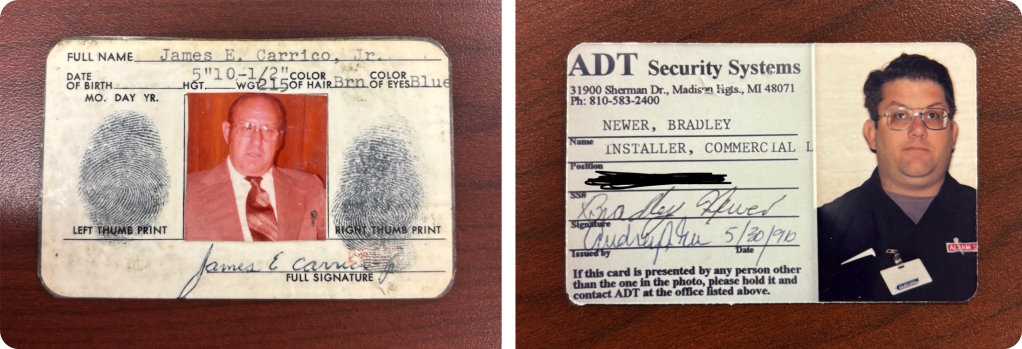 FULL NAME James E. Carrico, Jr.
DATE OF BIRTH HGT. 5"10-1/2" WGT 215 COLOR OF HAIR Brn COLOR OF EYES Blue
MO. DAY YR.
LEFT THUMB PRINT RIGHT THUMB PRINT
James E Carrico Jr
FULL SIGNATURE
ADT Security Systems
31900 Sherman Dr., Madison Hgts., MI 48071
Ph: 810-583-2400
NEWER, BRADLEY
Name
INSTALLER, COMMERCIAL L
Position
SS#
Bradley Newer
Signature
5/30/96
Issued by Date
If this card is presented by any person other
than the one in the photo, please hold it and
contact ADT at the office listed above.